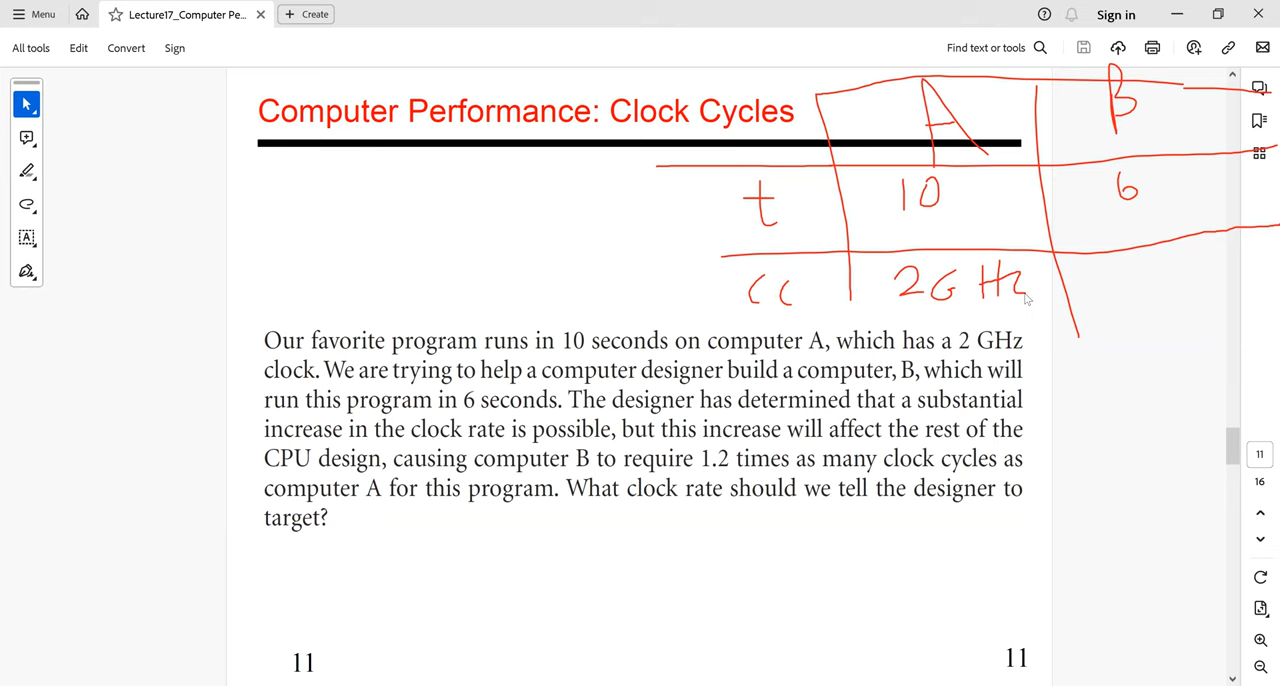 Menu
Lecture17_Computer Pe...
Create
Sign in
All tools
Edit
Convert
Sign
Find text or tools
Computer Performance: Clock Cycles
A
B
t
10
6
CC
2G Hz
Our favorite program runs in 10 seconds on computer A, which has a 2 GHz
clock. We are trying to help a computer designer build a computer, B, which will
run this program in 6 seconds. The designer has determined that a substantial
increase in the clock rate is possible, but this increase will affect the rest of the
CPU design, causing computer B to require 1.2 times as many clock cycles as
computer A for this program. What clock rate should we tell the designer to
target?
11
16
11
11